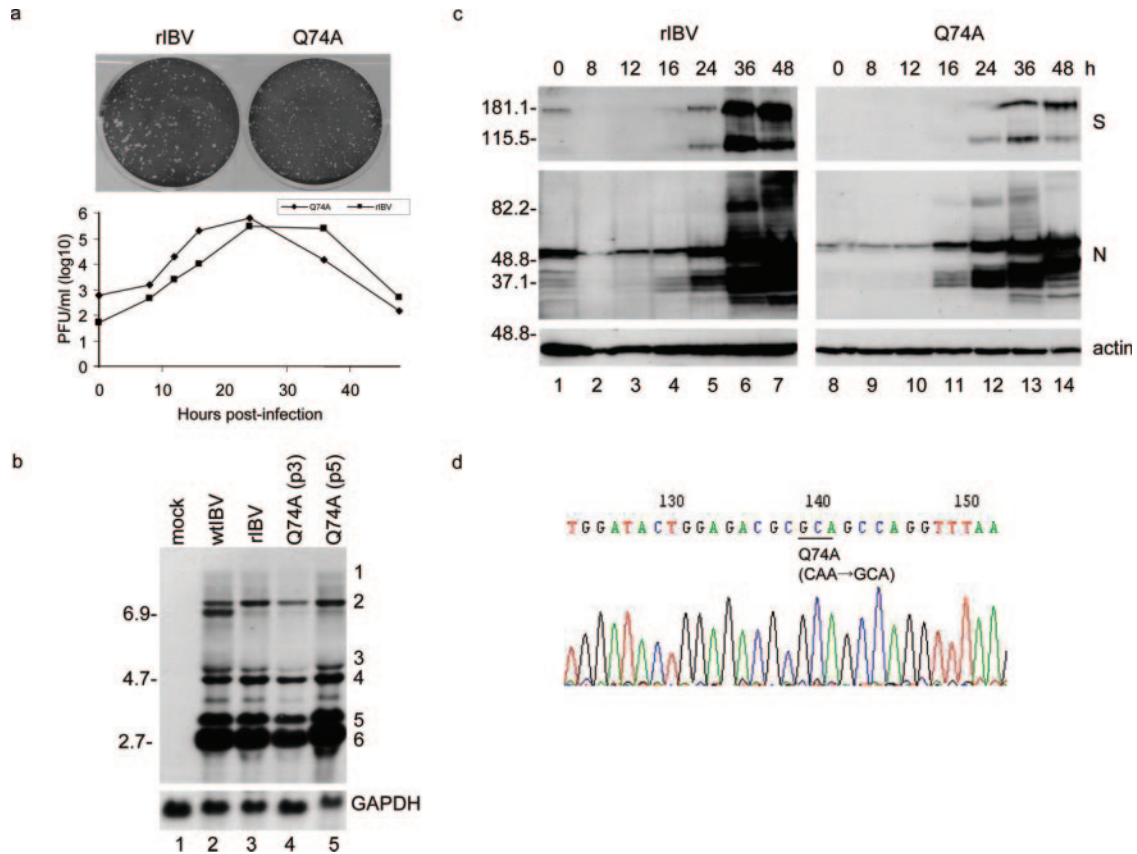 a
rIBV Q74A
Q74A rIBV
6
5
4
3
2
1
0
PFU/ml (log10)
0 20 40
Hours post-infection
b
mock wtIBV rIBV Q74A (p3) Q74A (p5)
1
6.9- 2
3
4.7- 4
5
2.7- 6
GAPDH
1 2 3 4 5
c
rIBV Q74A
0 8 12 16 24 36 48 0 8 12 16 24 36 48 h
181.1- S
115.5-
82.2-
48.8- N
37.1-
48.8-
actin
1 2 3 4 5 6 7 8 9 10 11 12 13 14
d
130 140 150
TGGATACTGGAGACGCGCAGCCAGGTTTAA
Q74A
(CAA→GCA)